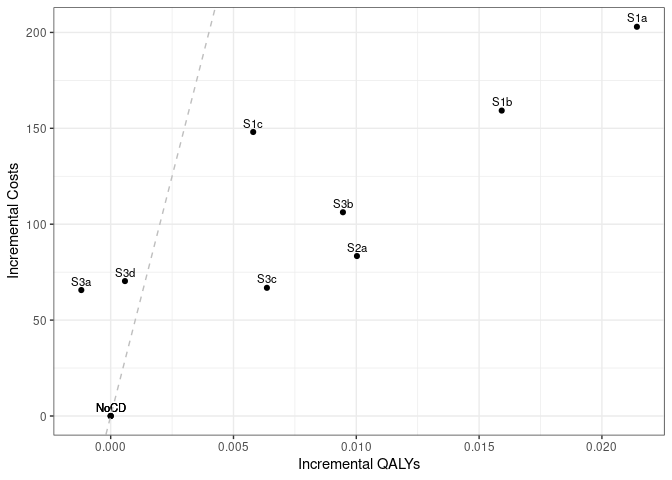 200
150
100
50
0
Incremental Costs
S1a
S1b
S1c
S3b
S2a
S3d
S3a
S3c
NoCD
0.000 0.005 0.010 0.015 0.020
Incremental QALYs